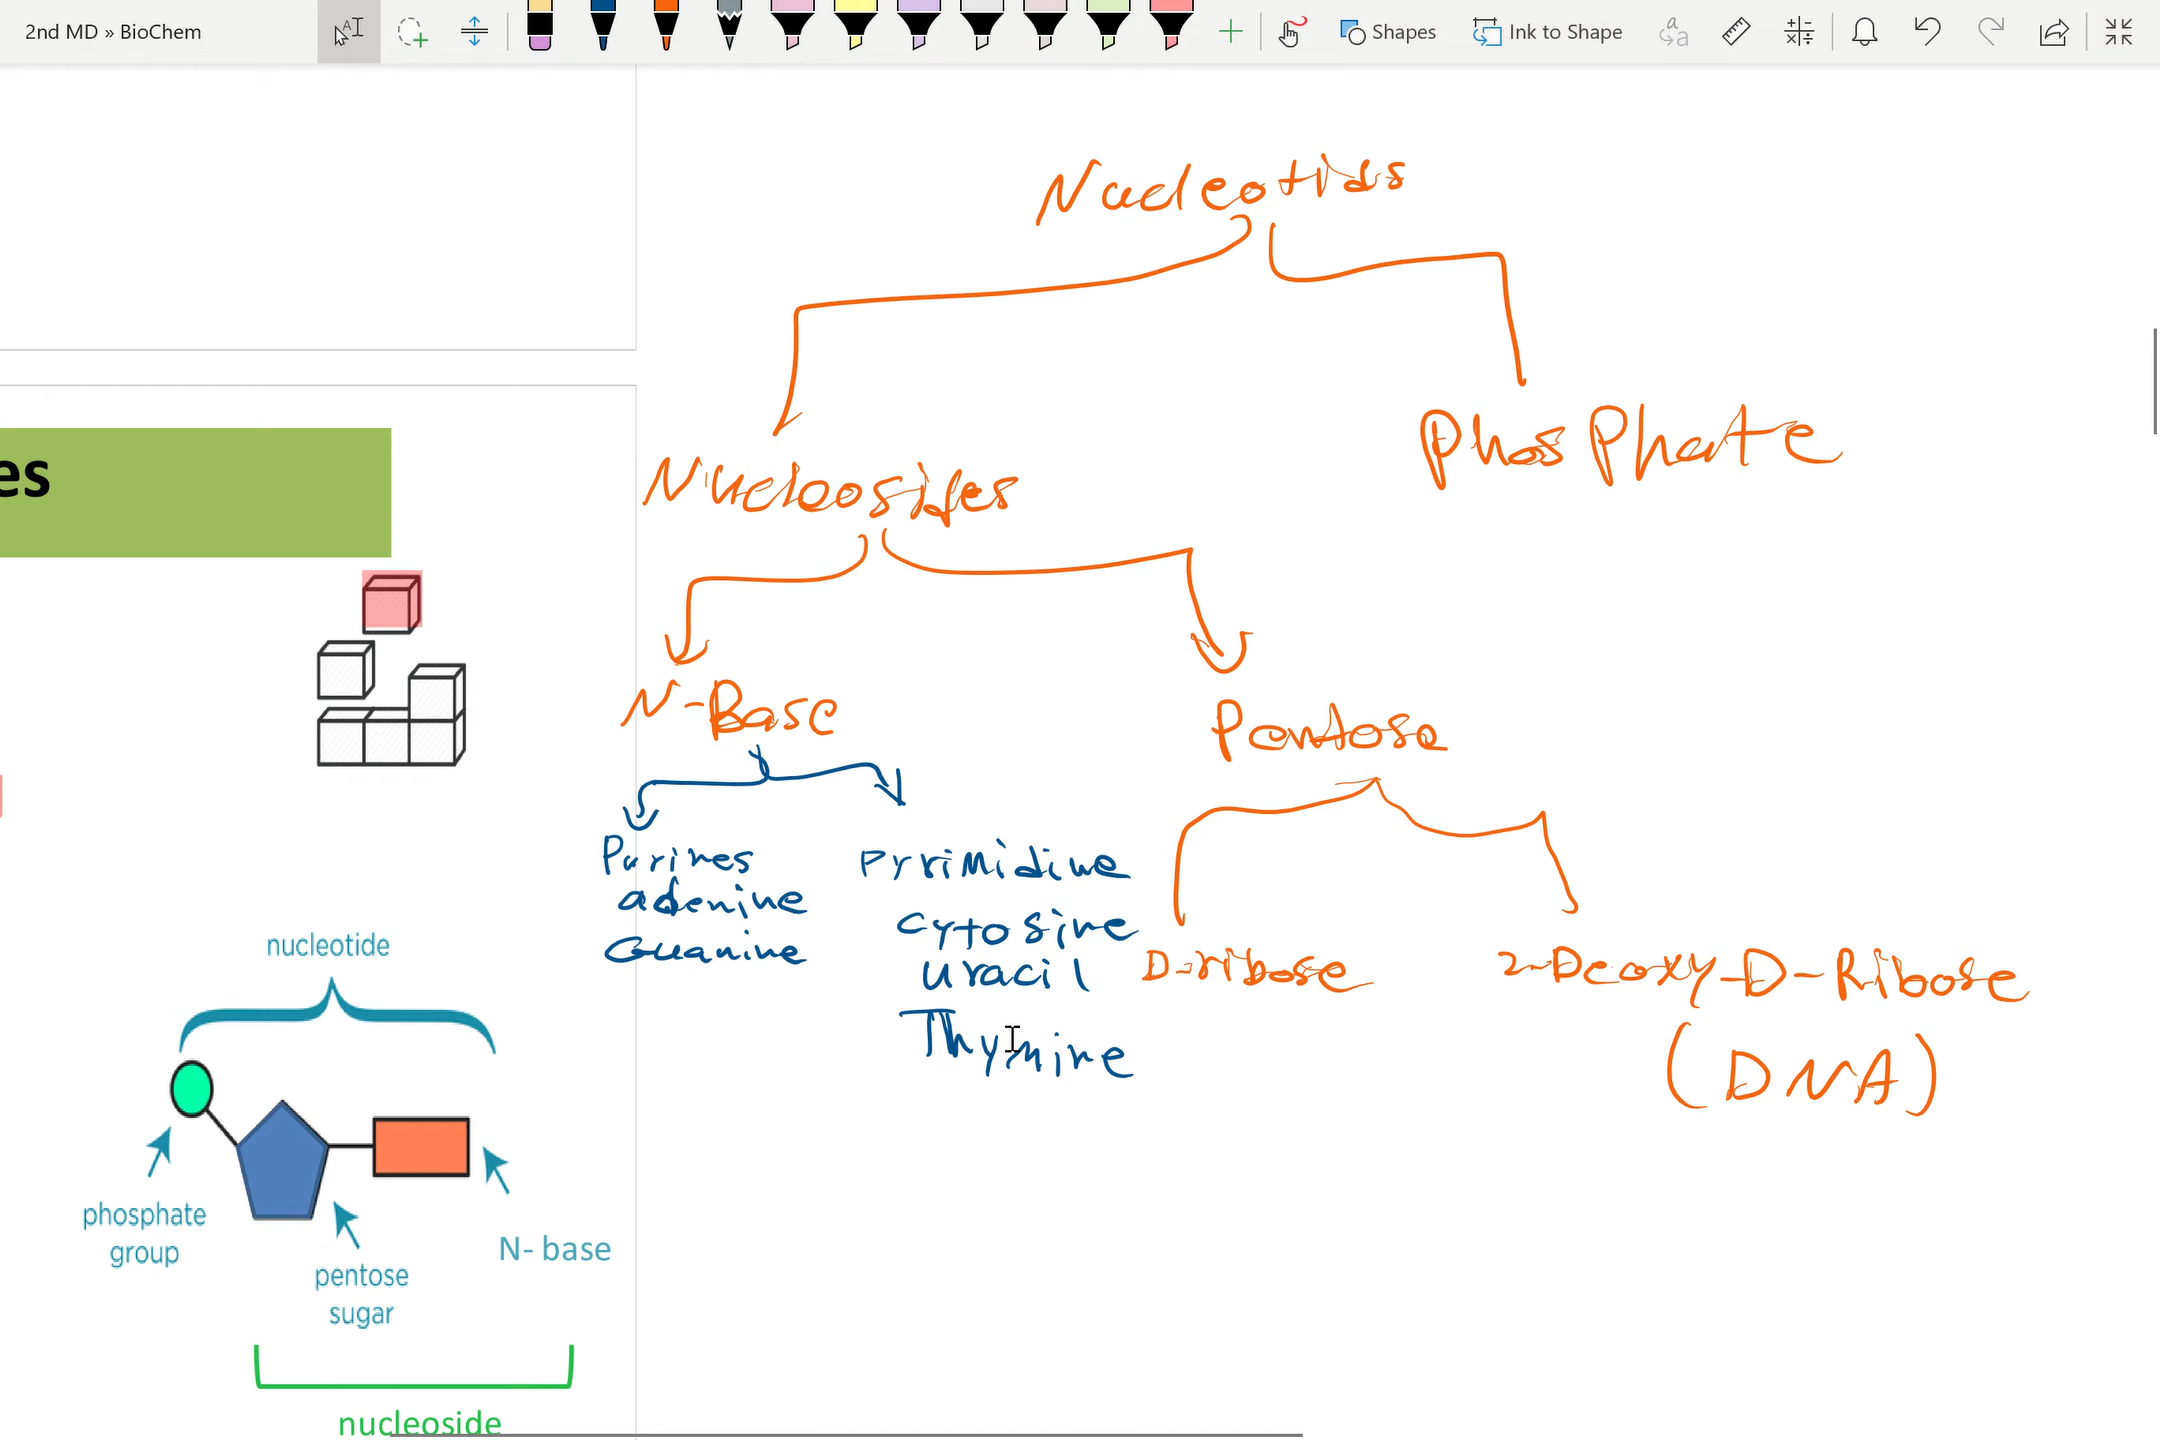 2nd MD » BioChem
Shapes
Ink to Shape
Nucleotids
Phosphate
Nucleosides
es
N-Base
Pentose
Purines
adenine
Guanine
Pyrimidine
cytosine
uracil
Thymine
D-ribose
2-Deoxy-D-Ribose
(DNA)
nucleotide
phosphate
group
pentose
sugar
N- base
nucleoside